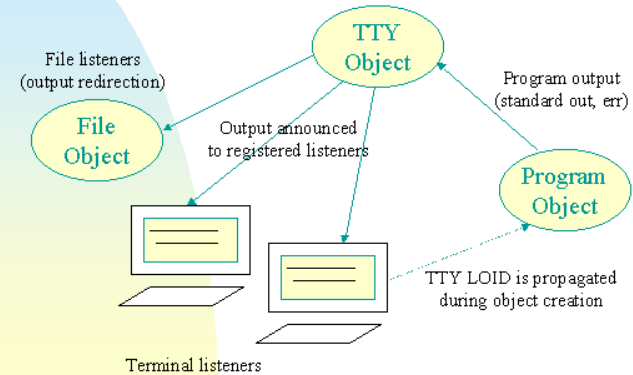 TTY
Object
File listeners
(output redirection)
Program output
(standard out, err)
File
Object
Output announced
to registered listeners
Program
Object
TTY LOID is propagated
during object creation
Terminal listeners